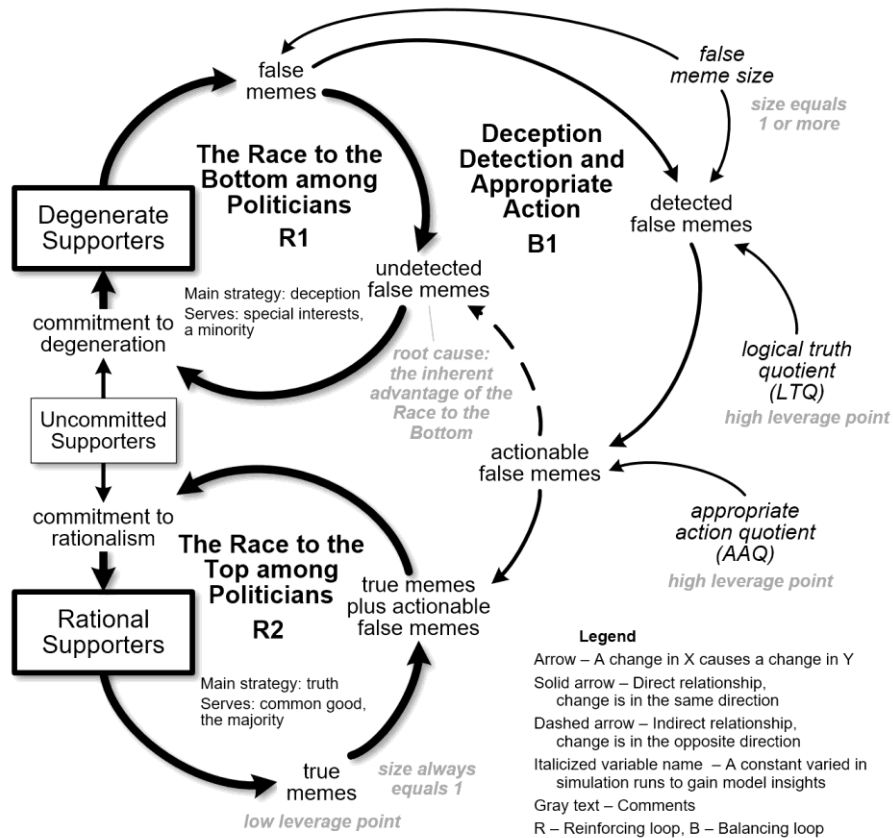 false
memes
false
meme size
size equals
1 or more
The Race to the
Bottom among
Politicians
R1
Deception
Detection and
Appropriate
Action
B1
Degenerate
Supporters
detected
false memes
undetected
false memes
Main strategy: deception
Serves: special interests,
a minority
commitment to
degeneration
root cause:
the inherent
advantage of the
Race to the
Bottom
logical truth
quotient
(LTQ)
high leverage point
Uncommitted
Supporters
actionable
false memes
commitment to
rationalism
appropriate
action quotient
(AAQ)
high leverage point
The Race to the
Top among
Politicians
R2
true memes
plus actionable
false memes
Rational
Supporters
Main strategy: truth
Serves: common good,
the majority
true
memes
size always
equals 1
low leverage point
Legend
Arrow – A change in X causes a change in Y
Solid arrow – Direct relationship,
change is in the same direction
Dashed arrow – Indirect relationship,
change is in the opposite direction
Italicized variable name – A constant varied in
simulation runs to gain model insights
Gray text – Comments
R – Reinforcing loop, B – Balancing loop